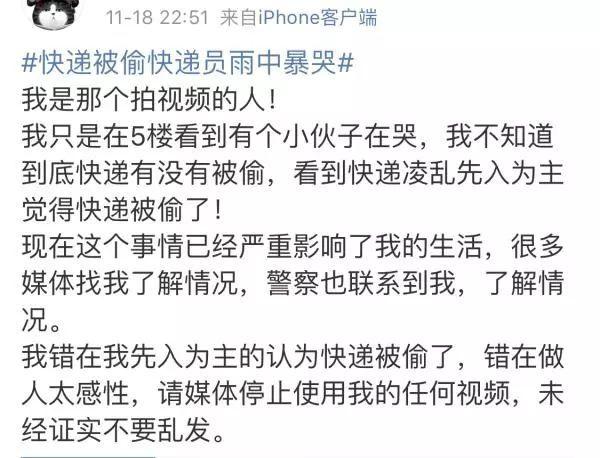 11-18 22:51 来自iPhone客户端
#快递被偷快递员雨中暴哭#
我是那个拍视频的人！
我只是在5楼看到有个小伙子在哭，我不知道
到底快递有没有被偷，看到快递凌乱先入为主
觉得快递被偷了！
现在这个事情已经严重影响了我的生活，很多
媒体找我了解情况，警察也联系到我，了解情
况。
我错在我先入为主的认为快递被偷了，错在做
人太感性，请媒体停止使用我的任何视频，未
经证实不要乱发。